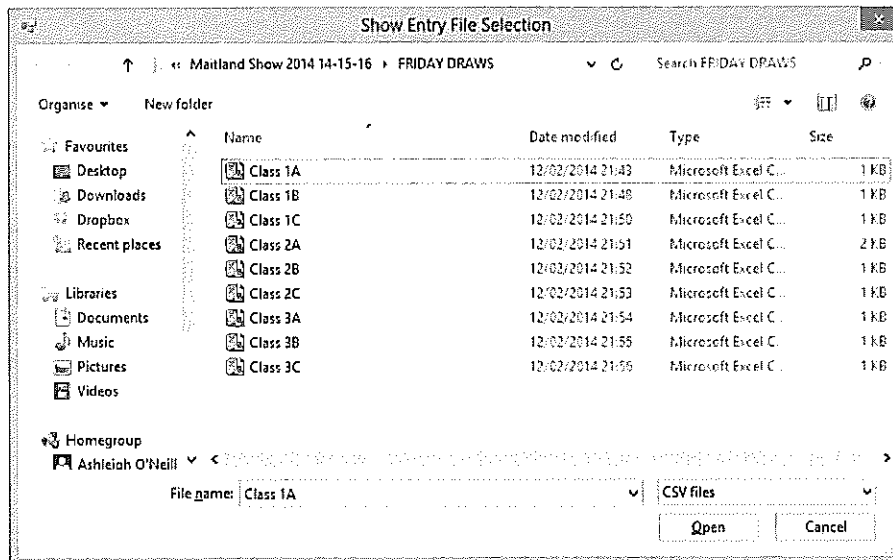 Show Entry File Selection
« Maitland Show 2014 14-15-16 ▸ FRIDAY DRAWS Search FRIDAY DRAWS
Organise New folder
Name Date modified Type Size
Favourites
Desktop
Downloads
Dropbox
Recent places
Libraries
Documents
Music
Pictures
Videos
Homegroup
Ashleigh O'Neill
Class 1A 12/02/2014 21:43 Microsoft Excel C... 1 KB
Class 1B 12/02/2014 Microsoft Excel C... 1 KB
Class 1C 12/02/2014 21:50 Microsoft Excel C... 1 KB
Class 2A 12/02/2014 21:51 Microsoft Excel C... 2 KB
Class 2B 12/02/2014 21:52 Microsoft Excel C... 1 KB
Class 2C 12/02/2014 21:53 Microsoft Excel C... 1 KB
Class 3A 12/02/2014 21:54 Microsoft Excel C... 1 KB
Class 3B 12/02/2014 21:55 Microsoft Excel C... 1 KB
Class 3C 12/02/2014 Microsoft Excel C... 1 KB
File name: Class 1A CSV files
Open Cancel